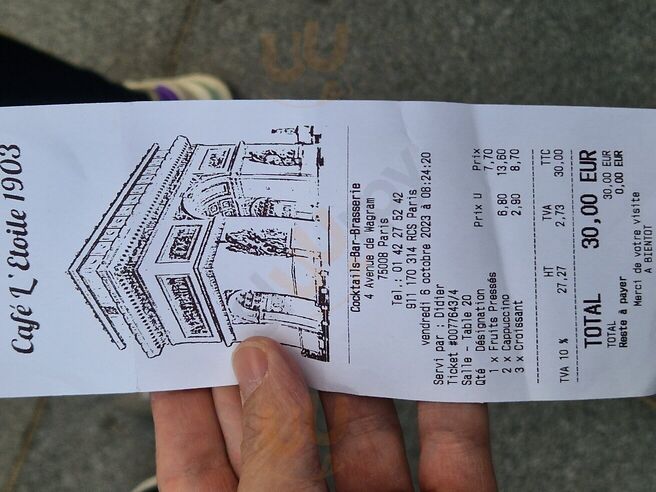 Café L'Etoile 1903
Cocktails-Bar-Brasserie
4 Avenue de Wagram
75008 Paris
Tel.: 01 42 27 52 42
911 170 314 RCS Paris
vendredi 6 octobre 2023 à 08:24:20
Servi par : Didier
Ticket #0077643/4
Salle - Table 20
Qté Désignation Prix U Prix
1 x Fruits Pressés 7,70
2 x Cappuccino 6,80 13,60
3 x Croissant 2,90 8,70
HT TVA TTC
TVA 10 % 27,27 2,73 30,00
TOTAL 30,00 EUR
TOTAL 30,00 EUR
Reste à payer 0,00 EUR
Merci de votre visite
A BIENTOT